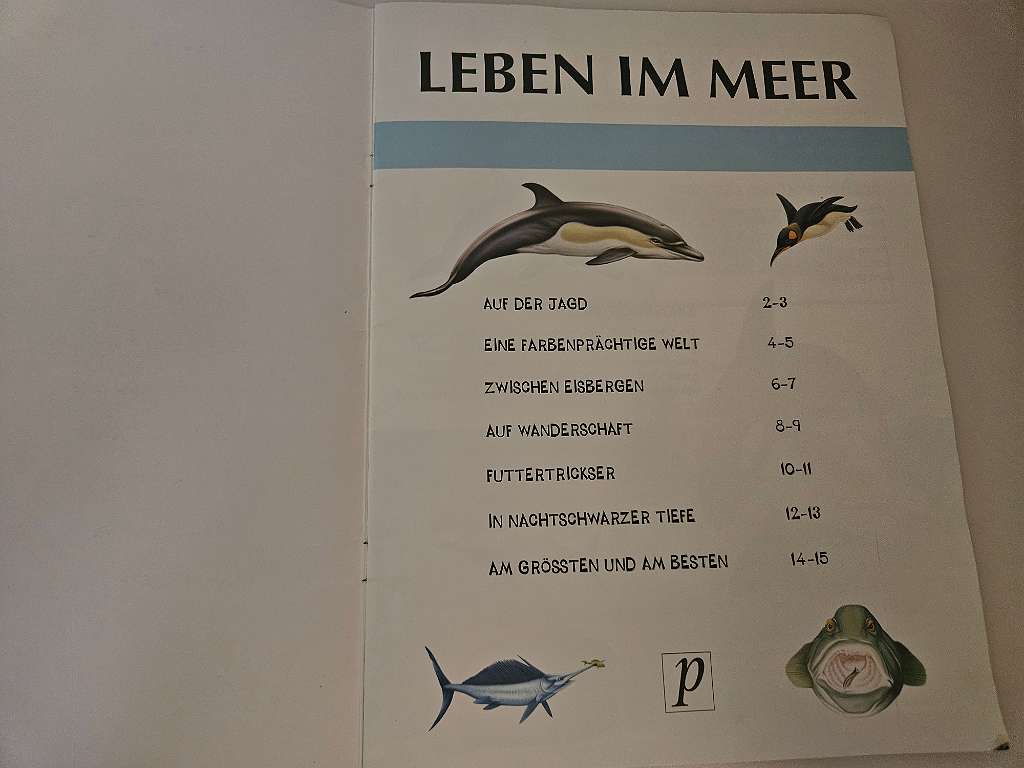 LEBEN IM MEER
AUF DER JAGD 2-3
EINE FARBENPRÄCHTIGE WELT 4-5
ZWISCHEN EISBERGEN 6-7
AUF WANDERSCHAFT 8-9
FUTTERTRICKSER 10-11
IN NACHTSCHWARZER TIEFE 12-13
AM GRÖSSTEN UND AM BESTEN 14-15
p